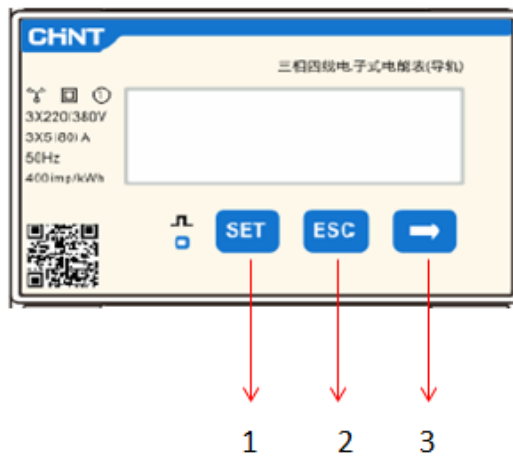 CHNT
三相四线电子式电能表(导轨)
3X220/380V
3X5(80)A
50Hz
400imp/kWh
SET ESC
1 2 3